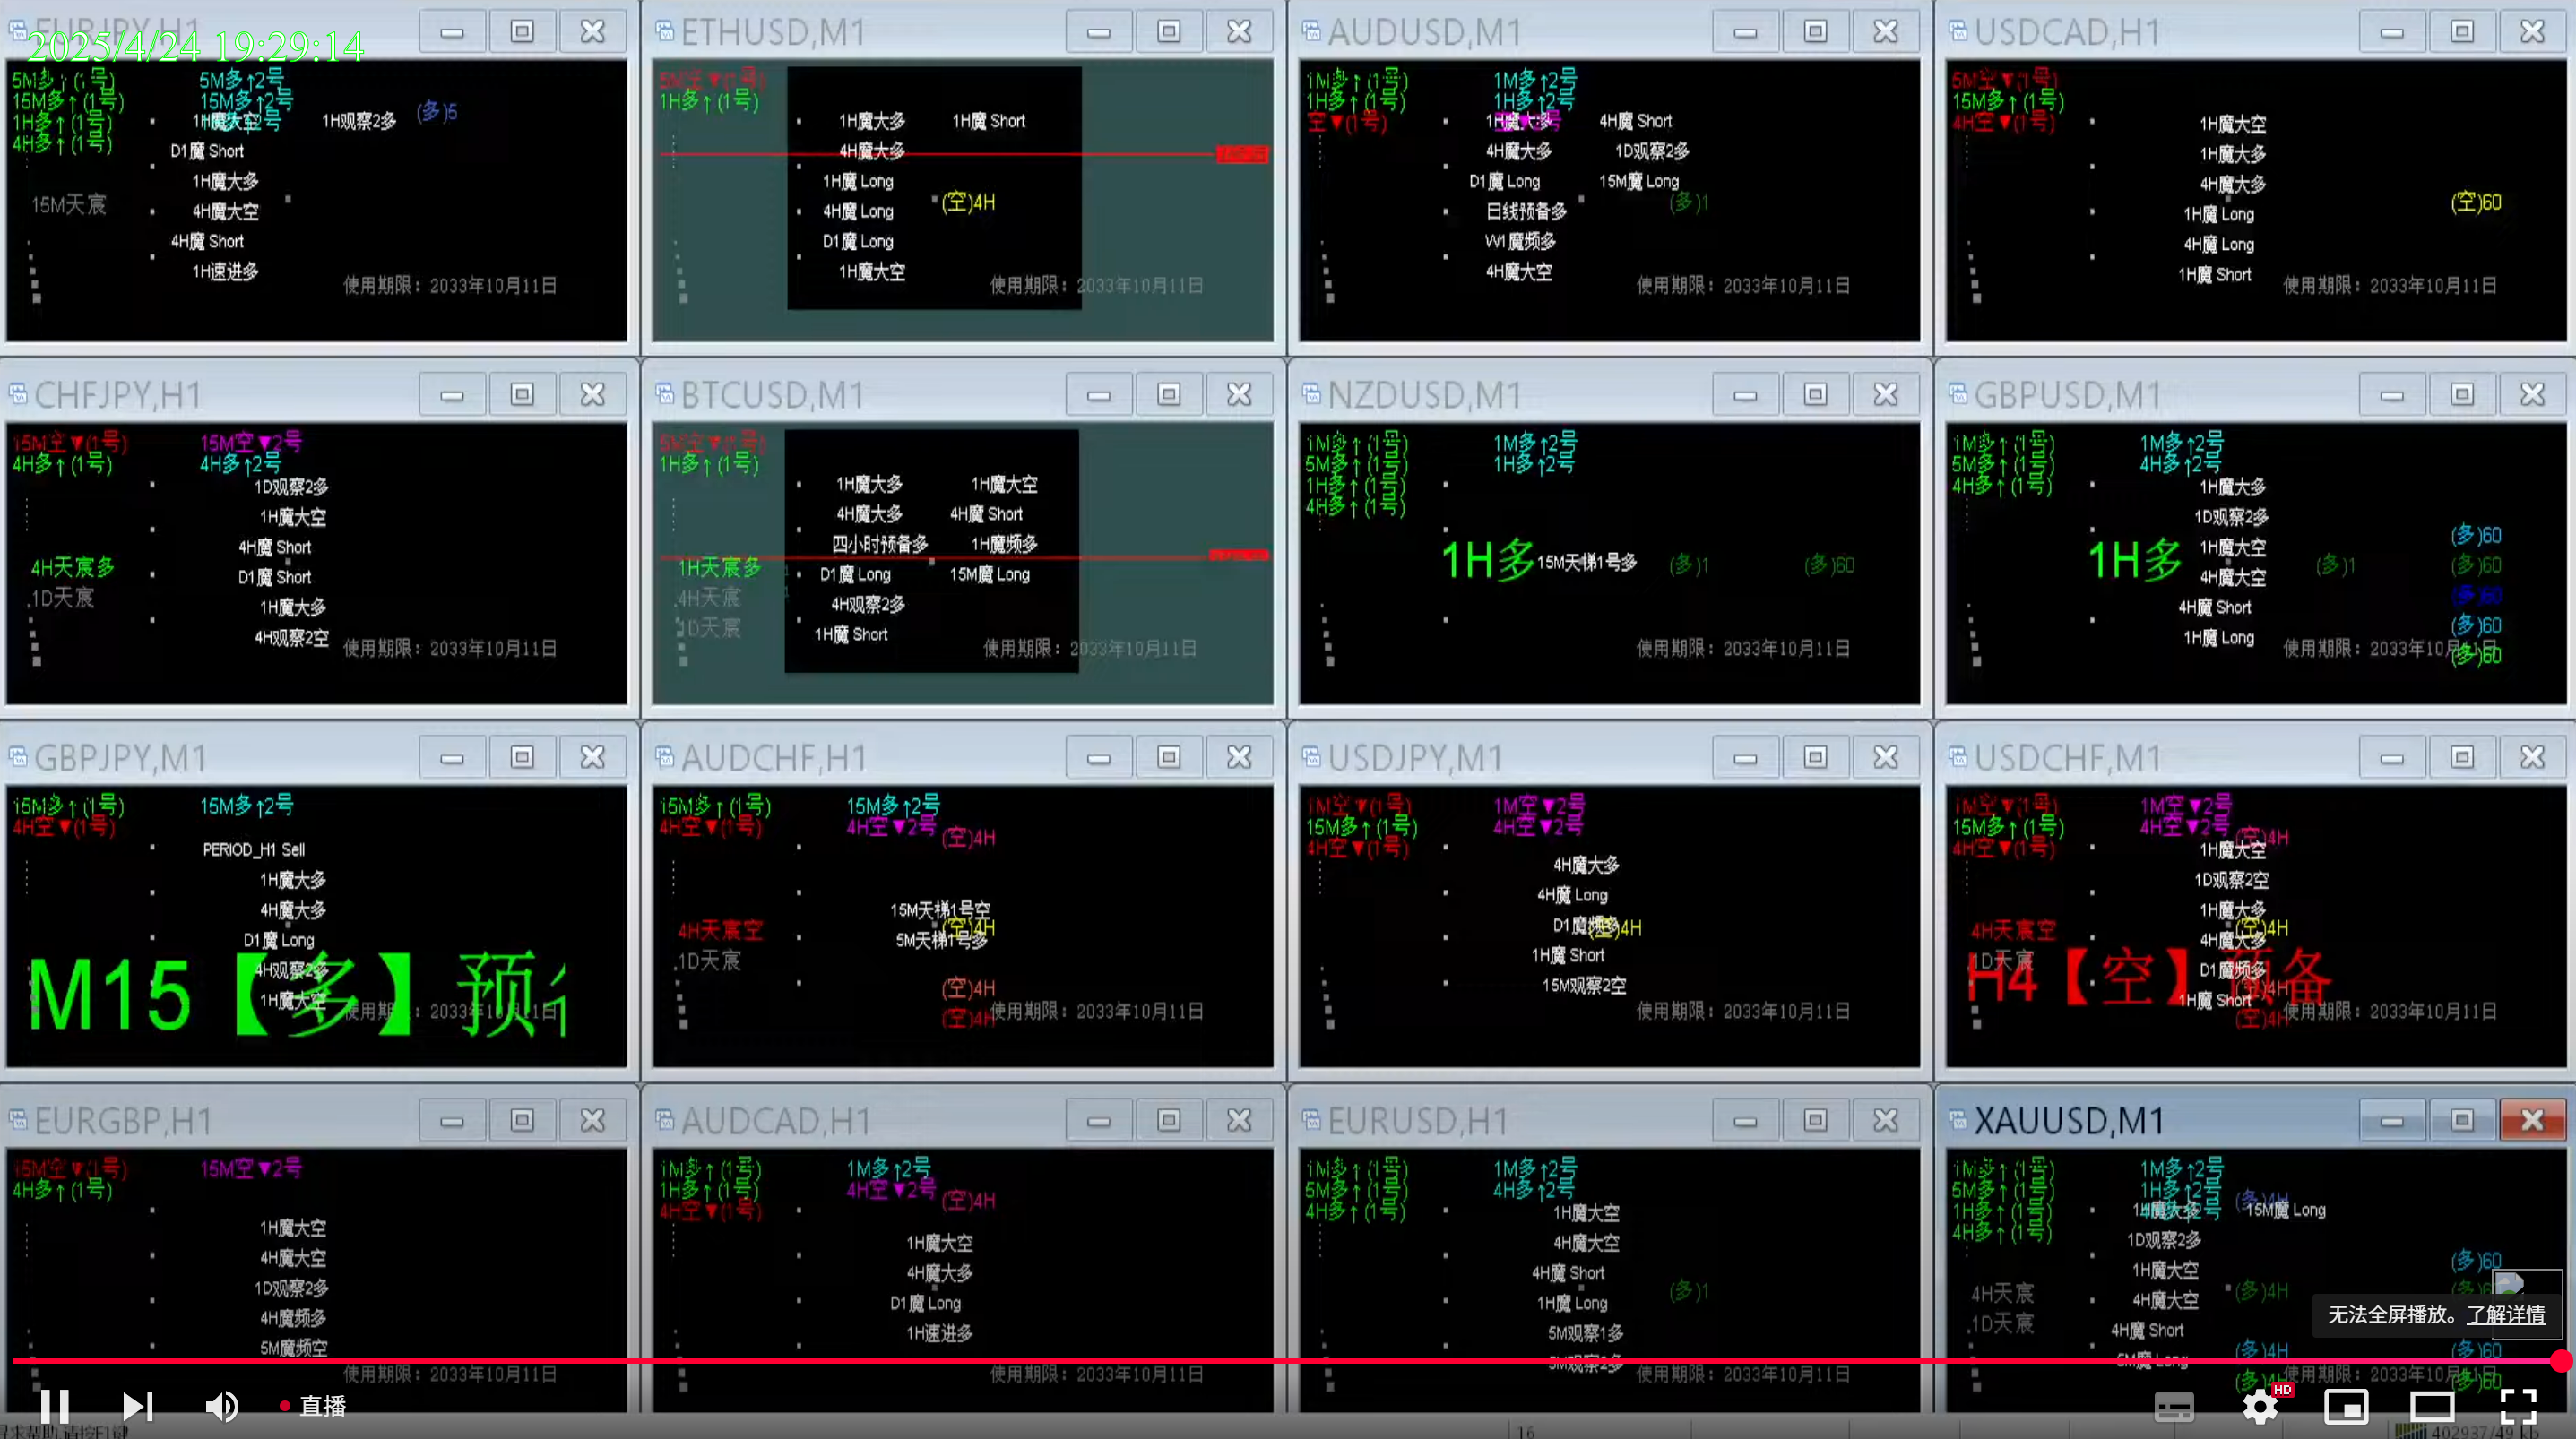 EURJPY,H1
2025/4/24 19:29:14
5M多↑(1号) 5M多↑2号
15M多↑(1号) 15M多↑2号
1H多↑(1号) 1H魔大空 1H观察2多 (多)5
4H多↑(1号)
D1魔 Short
1H魔大多
15M天宸
4H魔大空
4H魔 Short
1H速进多
使用期限：2033年10月11日
ETHUSD,M1
5M空▼(1号)
1H多↑(1号)
1H魔大多 1H魔 Short
4H魔大多
1H魔 Long
(空)4H
4H魔 Long
D1魔 Long
1H魔大空
使用期限：2033年10月11日
AUDUSD,M1
1M多↑(1号) 1M多↑2号
1H多↑(1号) 1H多↑2号
空▼(1号) 1H魔大多 4H魔 Short
4H魔大多 1D观察2多
D1魔 Long 15M魔 Long
(多)1
日线预备多
W1魔频多
4H魔大空
使用期限：2033年10月11日
USDCAD,H1
5M空▼(1号)
15M多↑(1号)
4H空▼(1号) 1H魔大空
1H魔大多
4H魔大多
(空)60
1H魔 Long
4H魔 Long
1H魔 Short
使用期限：2033年10月11日
CHFJPY,H1
15M空▼(1号) 15M空▼2号
4H多↑(1号) 4H多↑2号
1D观察2多
1H魔大空
4H魔 Short
4H天宸多
D1魔 Short
1D天宸
1H魔大多
4H观察2空
使用期限：2033年10月11日
BTCUSD,M1
5M空▼(1号)
1H多↑(1号)
1H魔大多 1H魔大空
4H魔大多 4H魔 Short
四小时预备多 1H魔频多
1H天宸多 D1魔 Long 15M魔 Long
4H天宸 4H观察2多
1D天宸 1H魔 Short
使用期限：2033年10月11日
NZDUSD,M1
1M多↑(1号) 1M多↑2号
5M多↑(1号) 1H多↑2号
1H多↑(1号)
4H多↑(1号)
1H多 15M天梯1号多 (多)1 (多)60
使用期限：2033年10月11日
GBPUSD,M1
1M多↑(1号) 1M多↑2号
5M多↑(1号) 4H多↑2号
4H多↑(1号) 1H魔大多
1D观察2多
(多)60
1H多 1H魔大空 (多)1 (多)60
4H魔大空
(多)60
4H魔 Short
(多)60
1H魔 Long
使用期限：2033年10月11日
(多)60
GBPJPY,M1
15M多↑(1号) 15M多↑2号
4H空▼(1号)
PERIOD_H1 Sell
1H魔大多
4H魔大多
D1魔 Long
4H观察2多
M15【多】预
1H魔大空
使用期限：2033年10月11日
AUDCHF,H1
15M多↑(1号) 15M多↑2号
4H空▼(1号) 4H空▼2号 (空)4H
15M天梯1号空
4H天宸空 (空)4H
5M天梯1号多
1D天宸
(空)4H
(空)4H
使用期限：2033年10月11日
USDJPY,M1
1M空▼(1号) 1M空▼2号
15M多↑(1号) 4H空▼2号
4H空▼(1号)
4H魔大多
4H魔 Long
D1魔频多 (空)4H
1H魔 Short
15M观察2空
使用期限：2033年10月11日
USDCHF,M1
1M空▼(1号) 1M空▼2号
15M多↑(1号) 4H空▼2号
(空)4H
4H空▼(1号) 1H魔大空
1D观察2空
1H魔大多
4H天宸空 (空)4H
4H魔大多
1D天宸
D1魔频多
H4【空】预备
(空)4H
1H魔 Short
(空)4H
使用期限：2033年10月11日
EURGBP,H1
15M空▼(1号) 15M空▼2号
4H多↑(1号)
1H魔大空
4H魔大空
1D观察2多
4H魔频多
5M魔频空
使用期限：2033年10月11日
AUDCAD,H1
1M多↑(1号) 1M多↑2号
1H多↑(1号) 4H空▼2号 (空)4H
4H空▼(1号)
1H魔大空
4H魔大多
D1魔 Long
1H速进多
使用期限：2033年10月11日
EURUSD,H1
1M多↑(1号) 1M多↑2号
5M多↑(1号) 4H多↑2号
4H多↑(1号) 1H魔大空
4H魔大空
4H魔 Short
1H魔 Long (多)1
5M观察1多
5M观察2多
使用期限：2033年10月11日
XAUUSD,M1
1M多↑(1号) 1M多↑2号
5M多↑(1号) 1H多↑2号
1H多↑(1号) (多)4H 15M魔 Long
4H多↑(1号)
1D观察2多
(多)60
1H魔大空
4H天宸 4H魔大空 (多)4H
1D天宸 4H魔 Short
无法全屏播放。了解详情
5M魔 Long (多)4H (多)60
使用期限：2033年10月11日
(多)4H (多)60
直播
HD
16
402937/49 kb